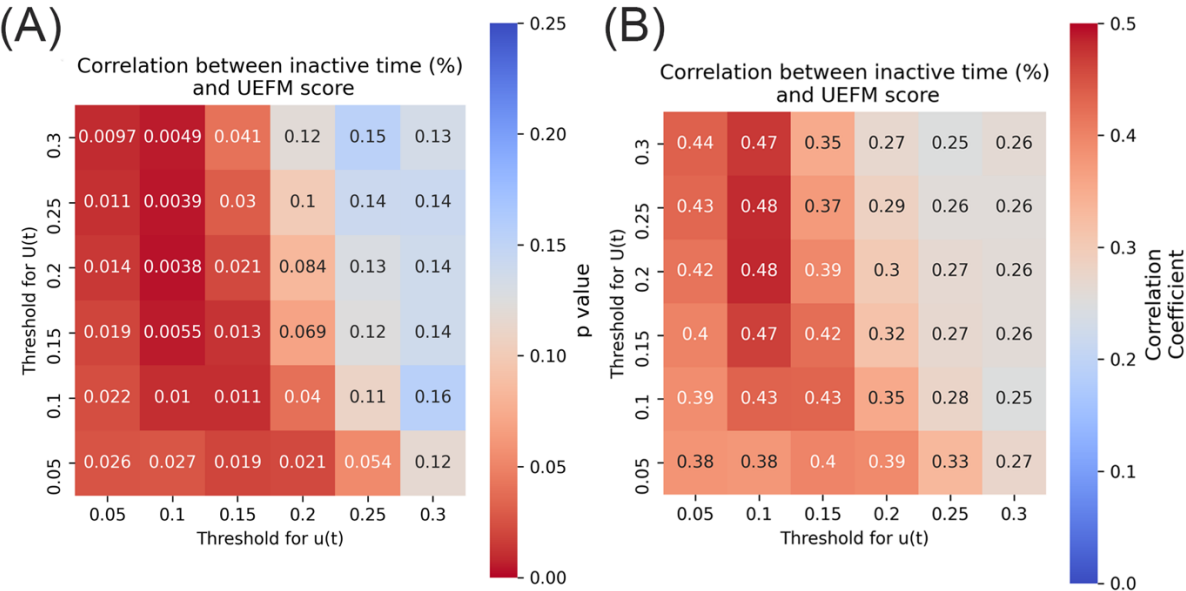 (A)
Correlation between inactive time (%)
and UEFM score
0.3 0.0097 0.0049 0.041 0.12 0.15 0.13
0.25 0.011 0.0039 0.03 0.1 0.14 0.14
0.2 0.014 0.0038 0.021 0.084 0.13 0.14
0.15 0.019 0.0055 0.013 0.069 0.12 0.14
0.1 0.022 0.01 0.011 0.04 0.11 0.16
0.05 0.026 0.027 0.019 0.021 0.054 0.12
0.05 0.1 0.15 0.2 0.25 0.3
Threshold for u(t)
Threshold for U(t)
0.25
0.20
0.15
0.10
0.05
0.00
p value
(B)
Correlation between inactive time (%)
and UEFM score
0.3 0.44 0.47 0.35 0.27 0.25 0.26
0.25 0.43 0.48 0.37 0.29 0.26 0.26
0.2 0.42 0.48 0.39 0.3 0.27 0.26
0.15 0.4 0.47 0.42 0.32 0.27 0.26
0.1 0.39 0.43 0.43 0.35 0.28 0.25
0.05 0.38 0.38 0.4 0.39 0.33 0.27
0.05 0.1 0.15 0.2 0.25 0.3
Threshold for u(t)
Threshold for U(t)
0.5
0.4
0.3
0.2
0.1
0.0
Correlation
Coefficient